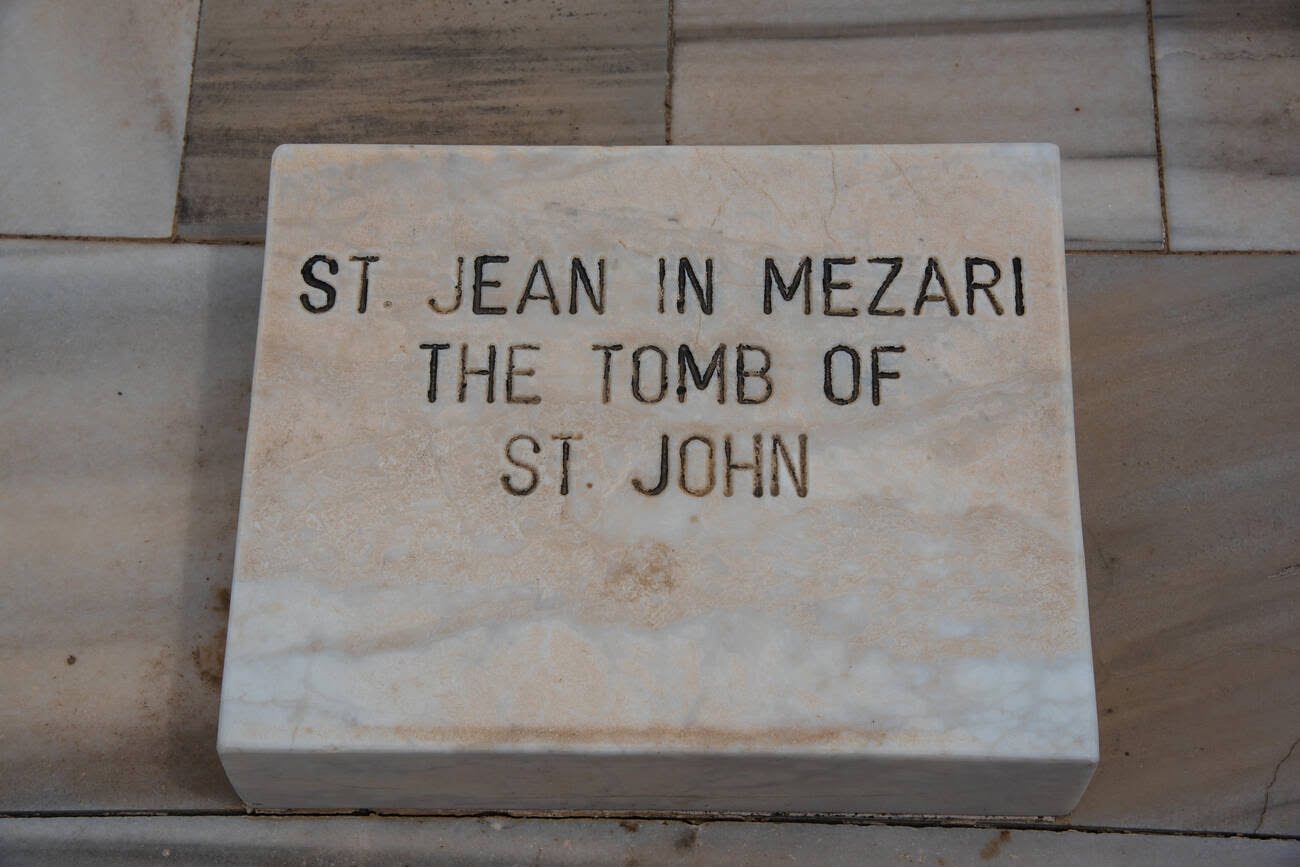 ST. JEAN IN MEZARI
THE TOMB OF
ST. JOHN